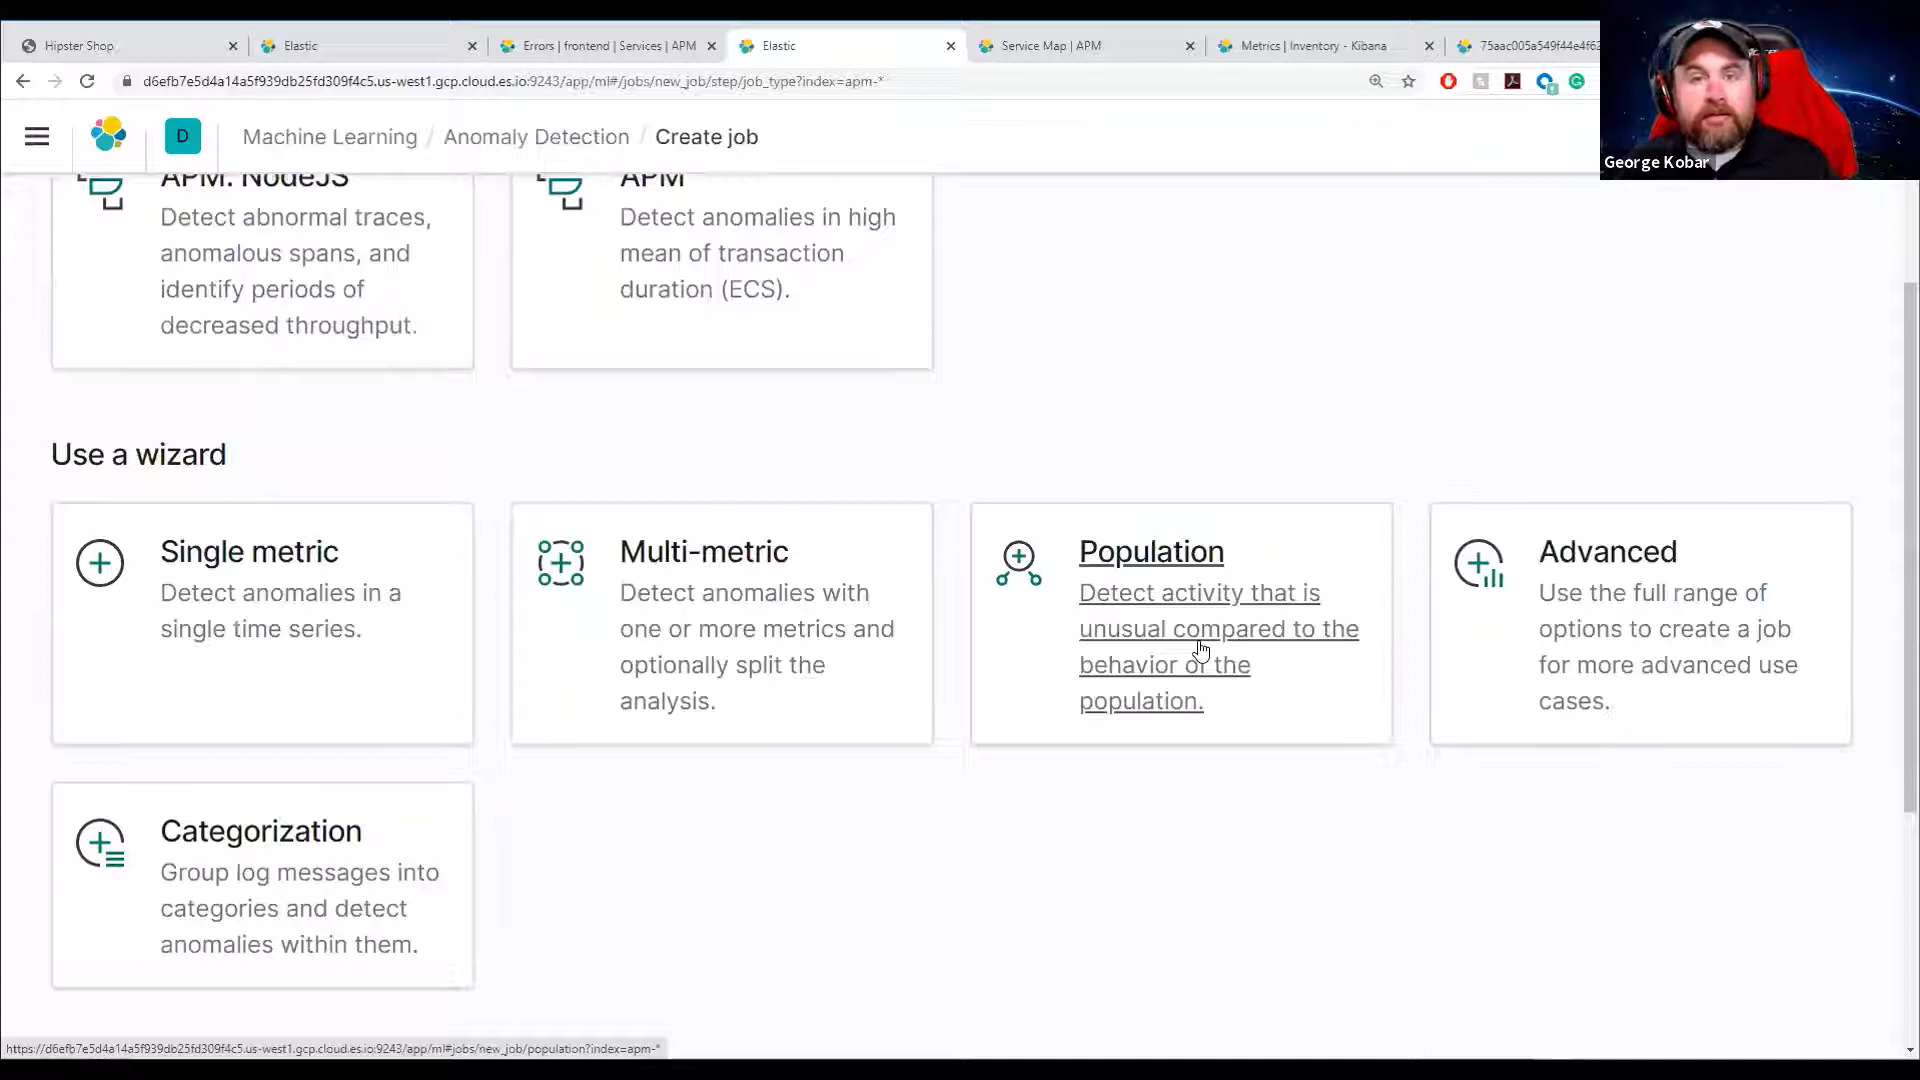 Hipster Shop
Elastic
Errors | frontend | Services | APM
Elastic
Service Map | APM
Metrics | Inventory - Kibana
75aac005a549f44e4f62
d6efb7e5d4a14a5f939db25fd309f4c5.us-west1.gcp.cloud.es.io:9243/app/ml#/jobs/new_job/step/job_type?index=apm-*
D
Machine Learning / Anomaly Detection / Create job
George Kobar
APM: NodeJS
Detect abnormal traces,
anomalous spans, and
identify periods of
decreased throughput.
APM
Detect anomalies in high
mean of transaction
duration (ECS).
Use a wizard
Single metric
Detect anomalies in a
single time series.
Multi-metric
Detect anomalies with
one or more metrics and
optionally split the
analysis.
Population
Detect activity that is
unusual compared to the
behavior of the
population.
Advanced
Use the full range of
options to create a job
for more advanced use
cases.
Categorization
Group log messages into
categories and detect
anomalies within them.
https://d6efb7e5d4a14a5f939db25fd309f4c5.us-west1.gcp.cloud.es.io:9243/app/ml#jobs/new_job/population?index=apm-*